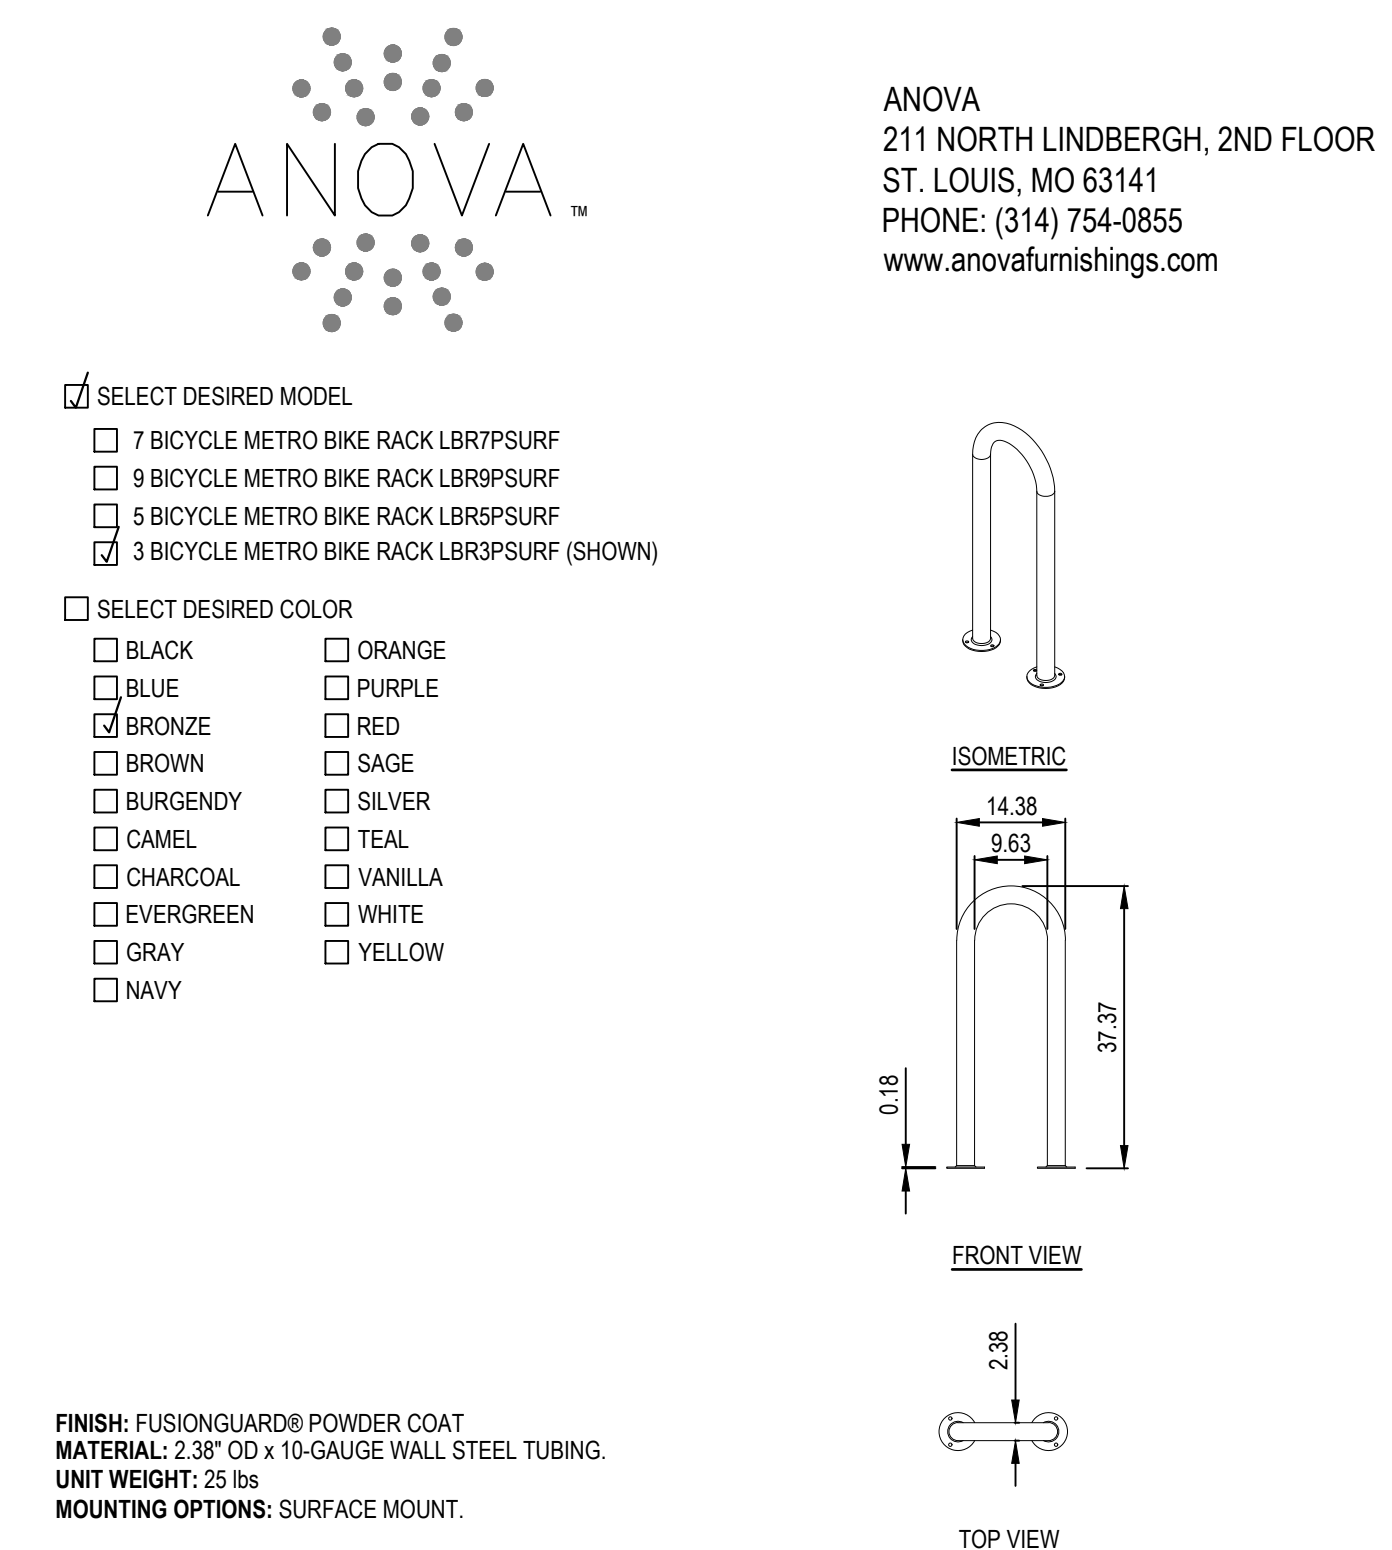 ANOVA ™
ANOVA
211 NORTH LINDBERGH, 2ND FLOOR
ST. LOUIS, MO 63141
PHONE: (314) 754-0855
www.anovafurnishings.com
SELECT DESIRED MODEL
7 BICYCLE METRO BIKE RACK LBR7PSURF
9 BICYCLE METRO BIKE RACK LBR9PSURF
5 BICYCLE METRO BIKE RACK LBR5PSURF
3 BICYCLE METRO BIKE RACK LBR3PSURF (SHOWN)
SELECT DESIRED COLOR
BLACK
BLUE
BRONZE
BROWN
BURGENDY
CAMEL
CHARCOAL
EVERGREEN
GRAY
NAVY
ORANGE
PURPLE
RED
SAGE
SILVER
TEAL
VANILLA
WHITE
YELLOW
ISOMETRIC
14.38
9.63
37.37
0.18
FRONT VIEW
2.38
TOP VIEW
FINISH: FUSIONGUARD® POWDER COAT
MATERIAL: 2.38" OD x 10-GAUGE WALL STEEL TUBING.
UNIT WEIGHT: 25 lbs
MOUNTING OPTIONS: SURFACE MOUNT.